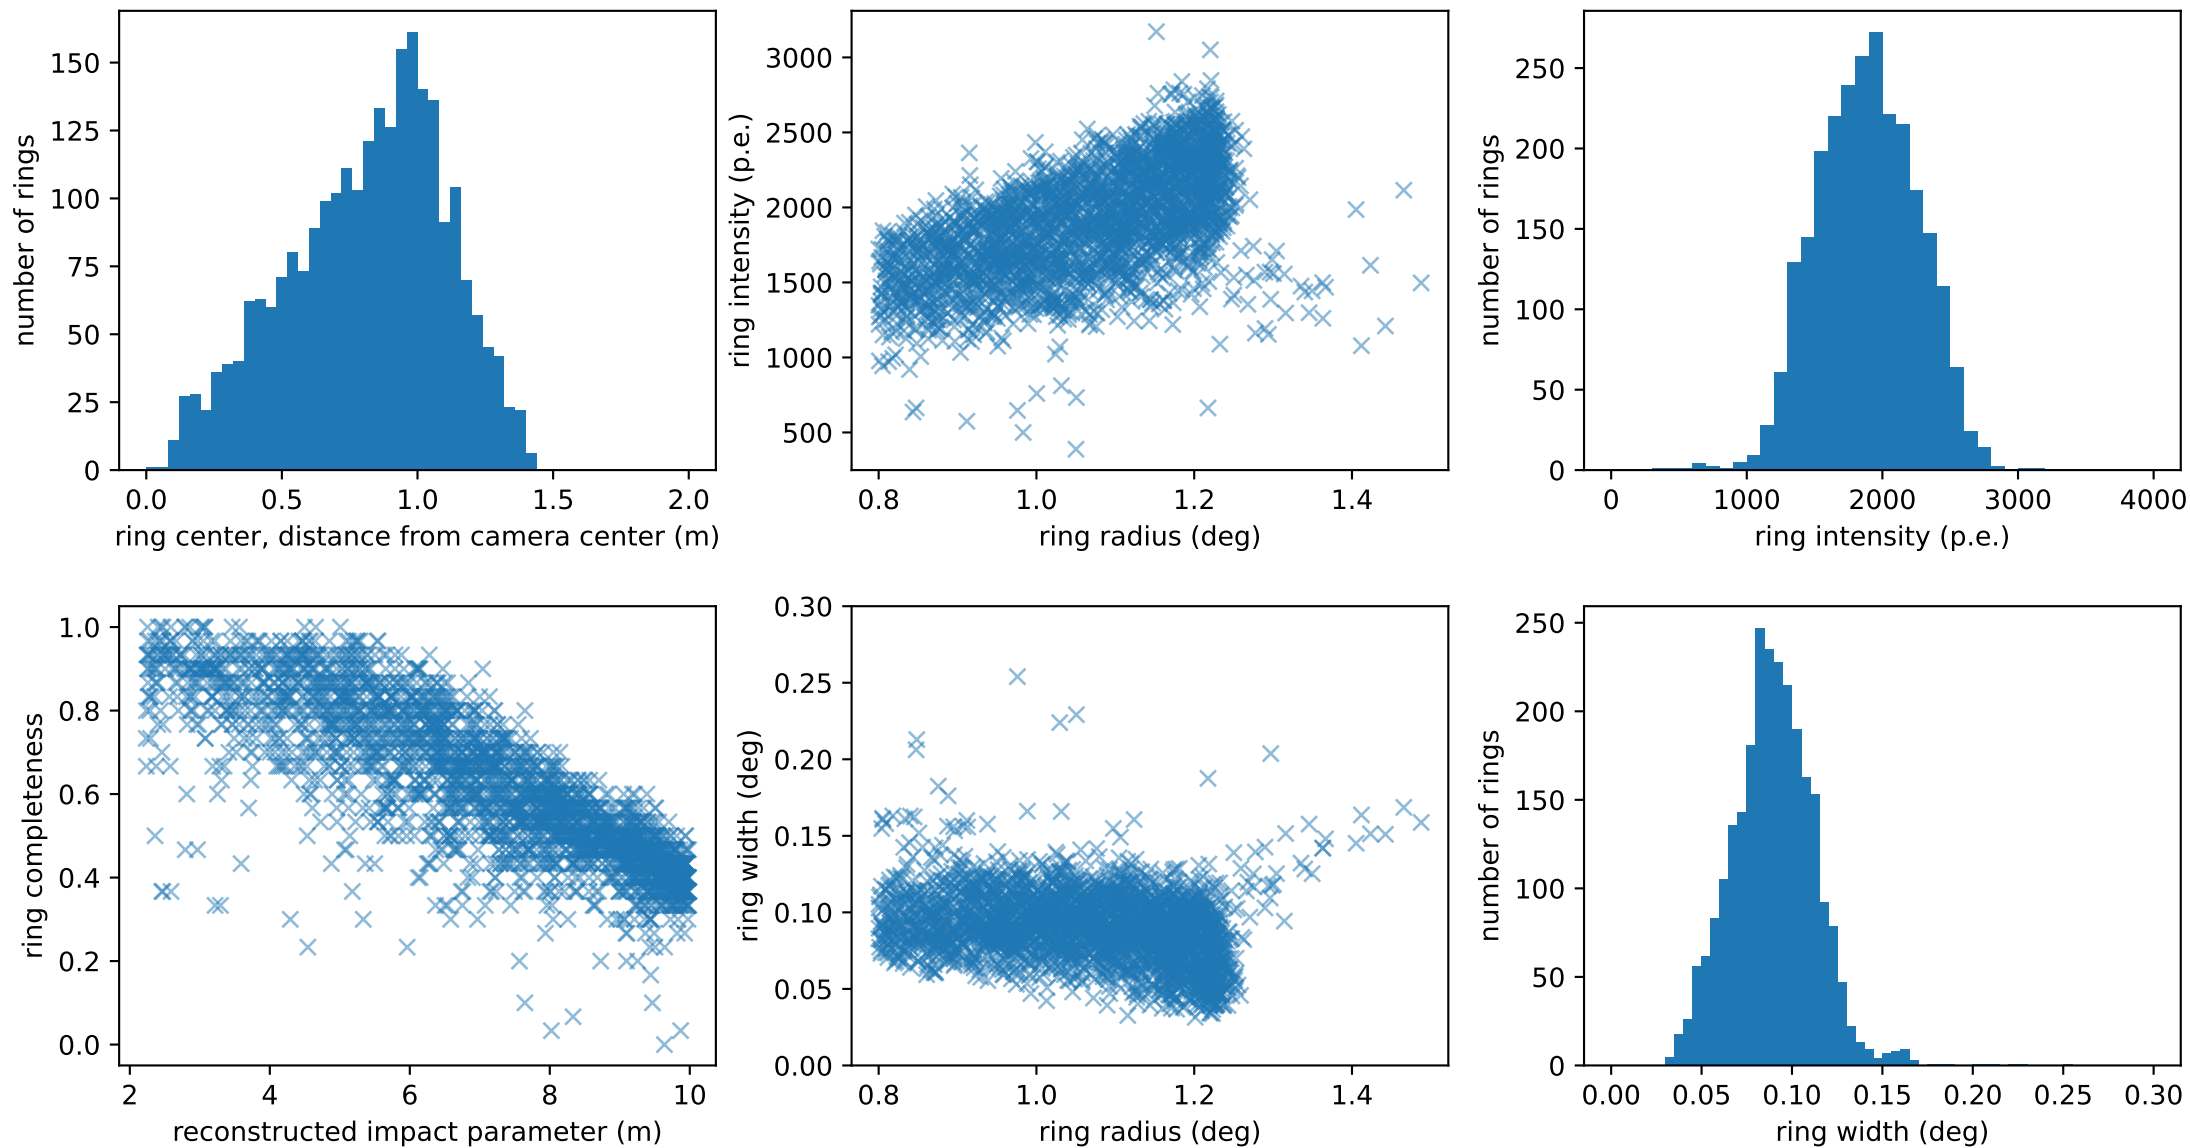 number of rings
150
125
100
75
50
25
0
0.0 0.5 1.0 1.5 2.0
ring center, distance from camera center (m)
ring intensity (p.e.)
3000
2500
2000
1500
1000
500
0.8 1.0 1.2 1.4
ring radius (deg)
number of rings
250
200
150
100
50
0
0 1000 2000 3000 4000
ring intensity (p.e.)
ring completeness
1.0
0.8
0.6
0.4
0.2
0.0
2 4 6 8 10
reconstructed impact parameter (m)
ring width (deg)
0.30
0.25
0.20
0.15
0.10
0.05
0.00
0.8 1.0 1.2 1.4
ring radius (deg)
number of rings
250
200
150
100
50
0
0.00 0.05 0.10 0.15 0.20 0.25 0.30
ring width (deg)